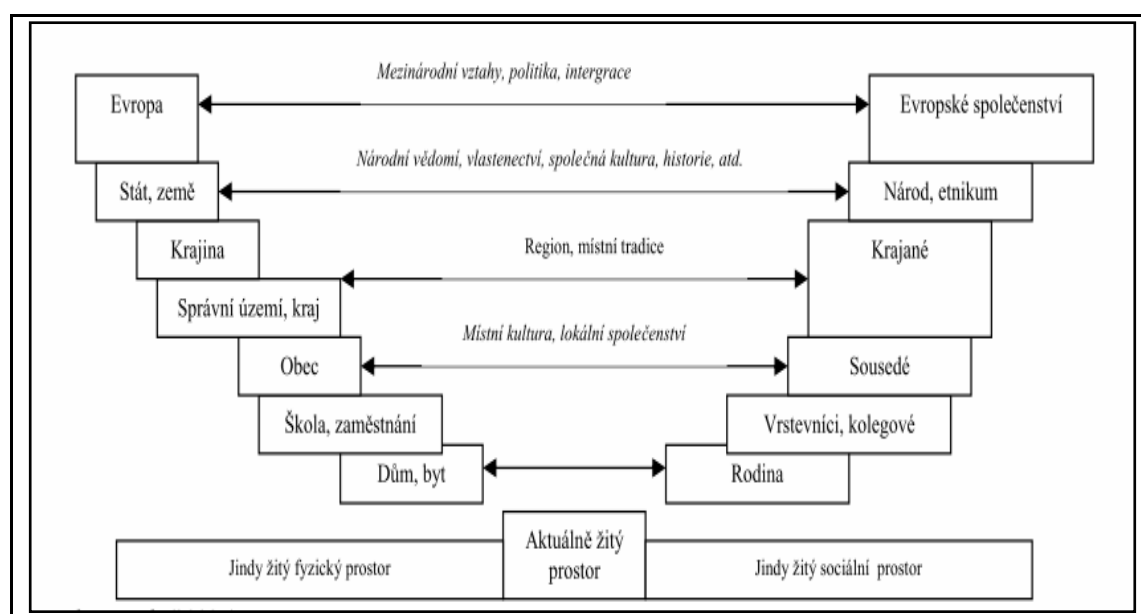 Mezinárodní vztahy, politika, intergrace
Evropa
Evropské společenství
Národní vědomí, vlastenectví, společná kultura, historie, atd.
Stát, země
Národ, etnikum
Krajina
Region, místní tradice
Krajané
Správní území, kraj
Místní kultura, lokální společenství
Obec
Sousedé
Škola, zaměstnání
Vrstevníci, kolegové
Dům, byt
Rodina
Aktuálně žitý
prostor
Jindy žitý fyzický prostor
Jindy žitý sociální prostor